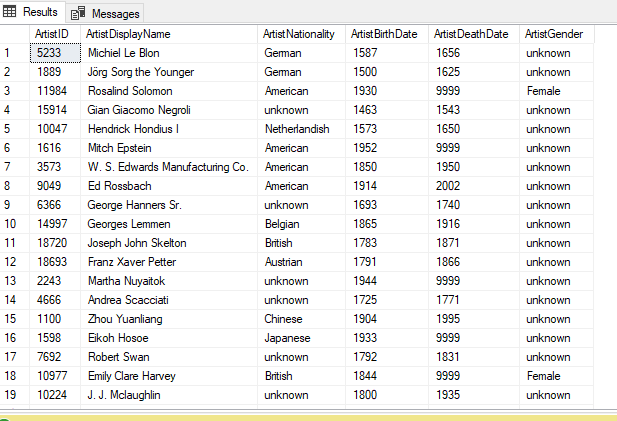 Results Messages
ArtistID ArtistDisplayName ArtistNationality ArtistBirthDate ArtistDeathDate ArtistGender
1 5233 Michiel Le Blon German 1587 1656 unknown
2 1889 Jörg Sorg the Younger German 1500 1625 unknown
3 11984 Rosalind Solomon American 1930 9999 Female
4 15914 Gian Giacomo Negroli unknown 1463 1543 unknown
5 10047 Hendrick Hondius I Netherlandish 1573 1650 unknown
6 1616 Mitch Epstein American 1952 9999 unknown
7 3573 W. S. Edwards Manufacturing Co. American 1850 1950 unknown
8 9049 Ed Rossbach American 1914 2002 unknown
9 6366 George Hanners Sr. unknown 1693 1740 unknown
10 14997 Georges Lemmen Belgian 1865 1916 unknown
11 18720 Joseph John Skelton British 1783 1871 unknown
12 18693 Franz Xaver Petter Austrian 1791 1866 unknown
13 2243 Martha Nuyaitok unknown 1944 9999 unknown
14 4666 Andrea Scacciati unknown 1725 1771 unknown
15 1100 Zhou Yuanliang Chinese 1904 1995 unknown
16 1598 Eikoh Hosoe Japanese 1933 9999 unknown
17 7692 Robert Swan unknown 1792 1831 unknown
18 10977 Emily Clare Harvey British 1844 9999 Female
19 10224 J. J. Mclaughlin unknown 1800 1935 unknown